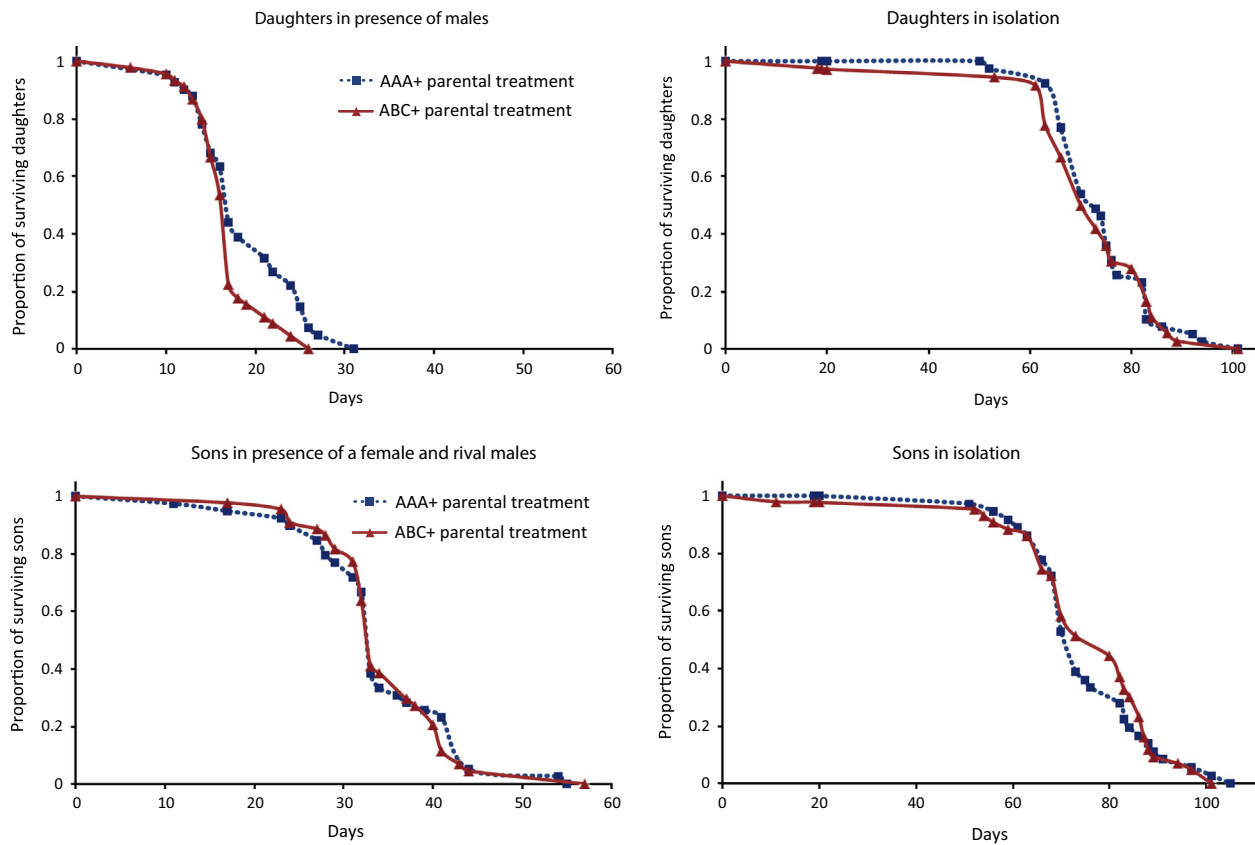 Daughters in presence of males
Proportion of surviving daughters
1
0.8
0.6
0.4
0.2
0
AAA+ parental treatment
ABC+ parental treatment
0 10 20 30 40 50 60
Days
Daughters in isolation
Proportion of surviving daughters
1
0.8
0.6
0.4
0.2
0
0 20 40 60 80 100
Days
Sons in presence of a female and rival males
Proportion of surviving sons
1
0.8
0.6
0.4
0.2
0
AAA+ parental treatment
ABC+ parental treatment
0 10 20 30 40 50 60
Days
Sons in isolation
Proportion of surviving sons
1
0.8
0.6
0.4
0.2
0
0 20 40 60 80 100
Days